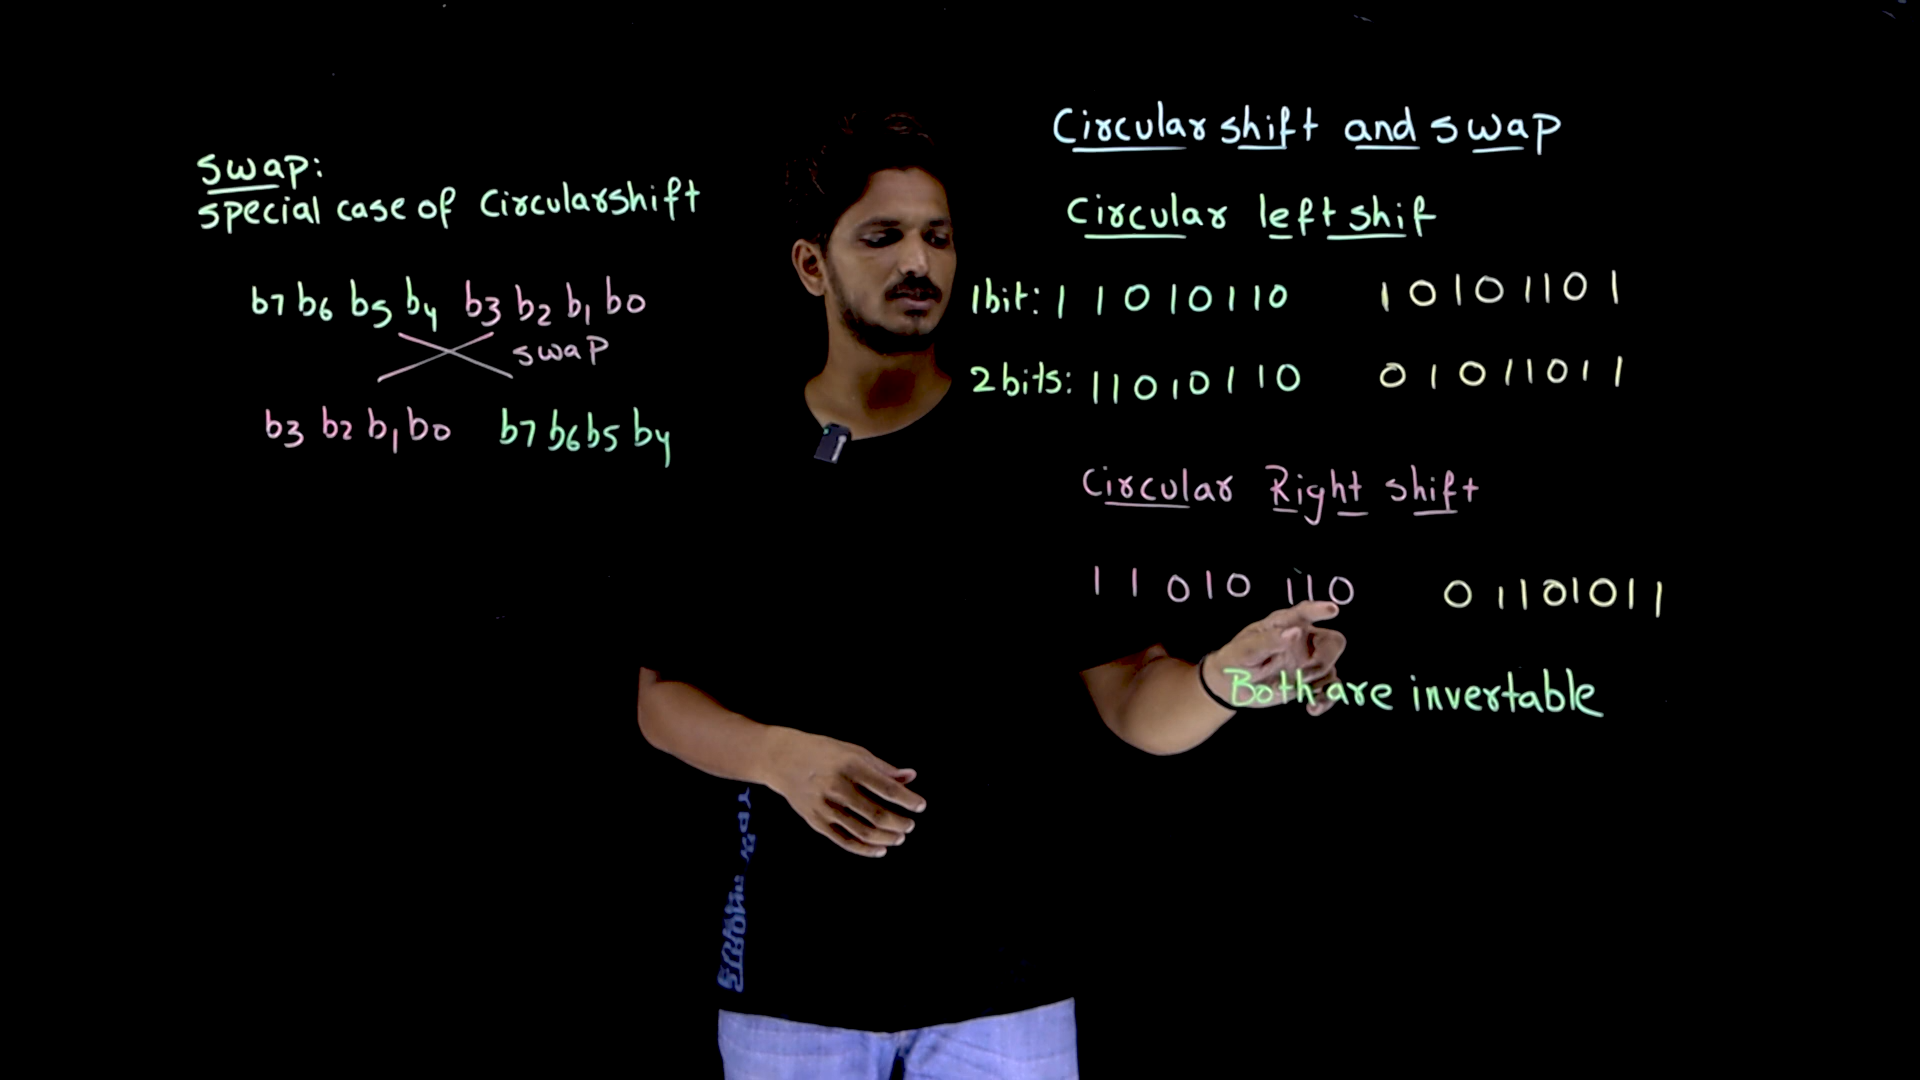 Circular shift and swap
swap:
special case of Circularshift
b7 b6 b5 b4 b3 b2 b1 b0
swap
b3 b2 b1 b0 b7 b6 b5 b4
Circular left shif
1bit: 1 1 0 1 0 1 1 0 1 0 1 0 1 1 0 1
2bits: 1 1 0 1 0 1 1 0 0 1 0 1 1 0 1 1
Circular Right shift
1 1 0 1 0 1 1 0 0 1 1 0 1 0 1 1
Both are invertable